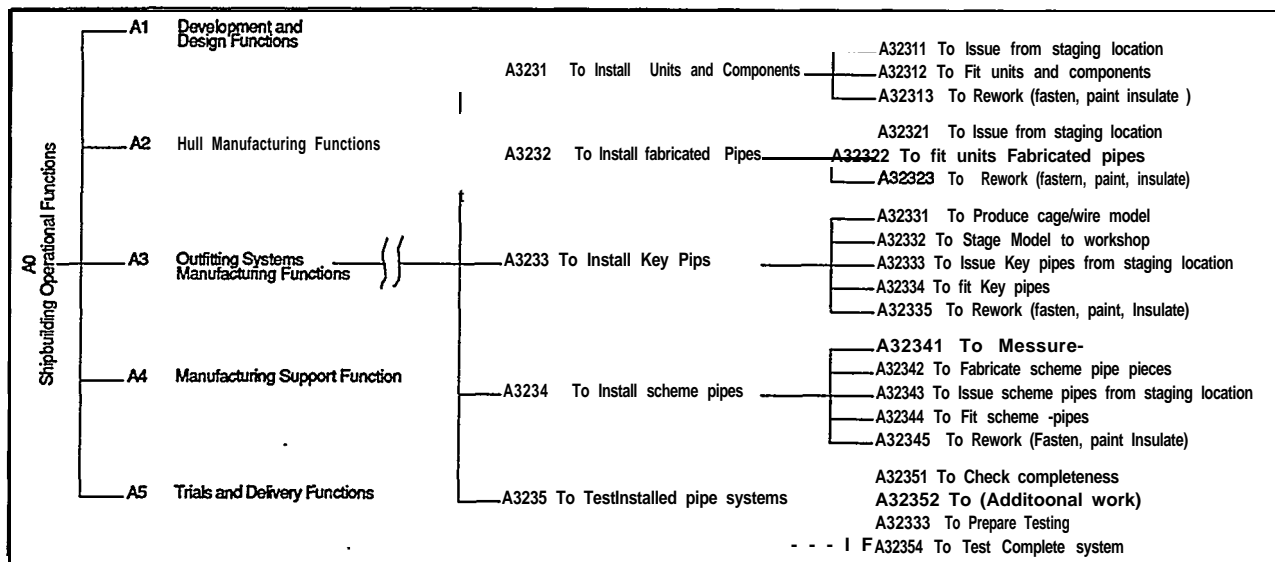 A0
Shipbuilding Operational Functions
A1 Development and
Design Functions
A2 Hull Manufacturing Functions
A3 Outfitting Systems
Manufacturing Functions
A4 Manufacturing Support Function
A5 Trials and Delivery Functions
A3231 To Install Units and Components
A32311 To Issue from staging location
A32312 To Fit units and components
A32313 To Rework (fasten, paint insulate )
A3232 To Install fabricated Pipes
A32321 To Issue from staging location
A32322 To fit units Fabricated pipes
A32323 To Rework (fastern, paint, insulate)
t
A3233 To Install Key Pips
A32331 To Produce cage/wire model
A32332 To Stage Model to workshop
A32333 To Issue Key pipes from staging location
A32334 To fit Key pipes
A32335 To Rework (fasten, paint, Insulate)
A3234 To Install scheme pipes
A32341 To Messure-
A32342 To Fabricate scheme pipe pieces
A32343 To Issue scheme pipes from staging location
A32344 To Fit scheme -pipes
A32345 To Rework (Fasten, paint Insulate)
A3235 To TestInstalled pipe systems
A32351 To Check completeness
A32352 To (Additoonal work)
A32333 To Prepare Testing
- - - I F A32354 To Test Complete system